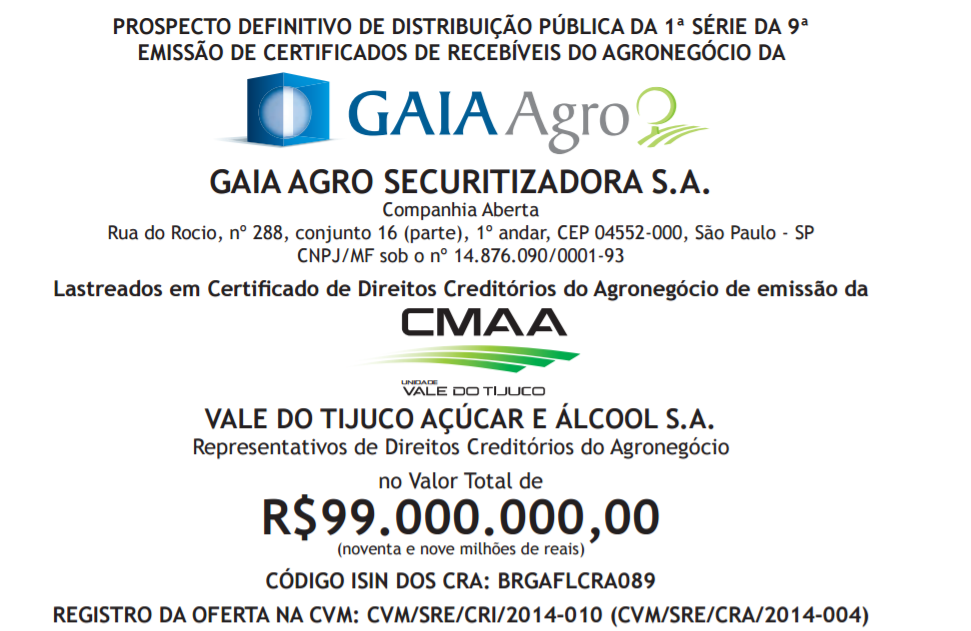 PROSPECTO DEFINITIVO DE DISTRIBUIÇÃO PÚBLICA DA 1ª SÉRIE DA 9ª
EMISSÃO DE CERTIFICADOS DE RECEBÍVEIS DO AGRONEGÓCIO DA
GAIA Agro
GAIA AGRO SECURITIZADORA S.A.
Companhia Aberta
Rua do Rocio, nº 288, conjunto 16 (parte), 1º andar, CEP 04552-000, São Paulo - SP
CNPJ/MF sob o nº 14.876.090/0001-93
Lastreados em Certificado de Direitos Creditórios do Agronegócio de emissão da
CMAA
UNIDADE
VALE DO TIJUCO
VALE DO TIJUCO AÇÚCAR E ÁLCOOL S.A.
Representativos de Direitos Creditórios do Agronegócio
no Valor Total de
R$99.000.000,00
(noventa e nove milhões de reais)
CÓDIGO ISIN DOS CRA: BRGAFLCRA089
REGISTRO DA OFERTA NA CVM: CVM/SRE/CRI/2014-010 (CVM/SRE/CRA/2014-004)